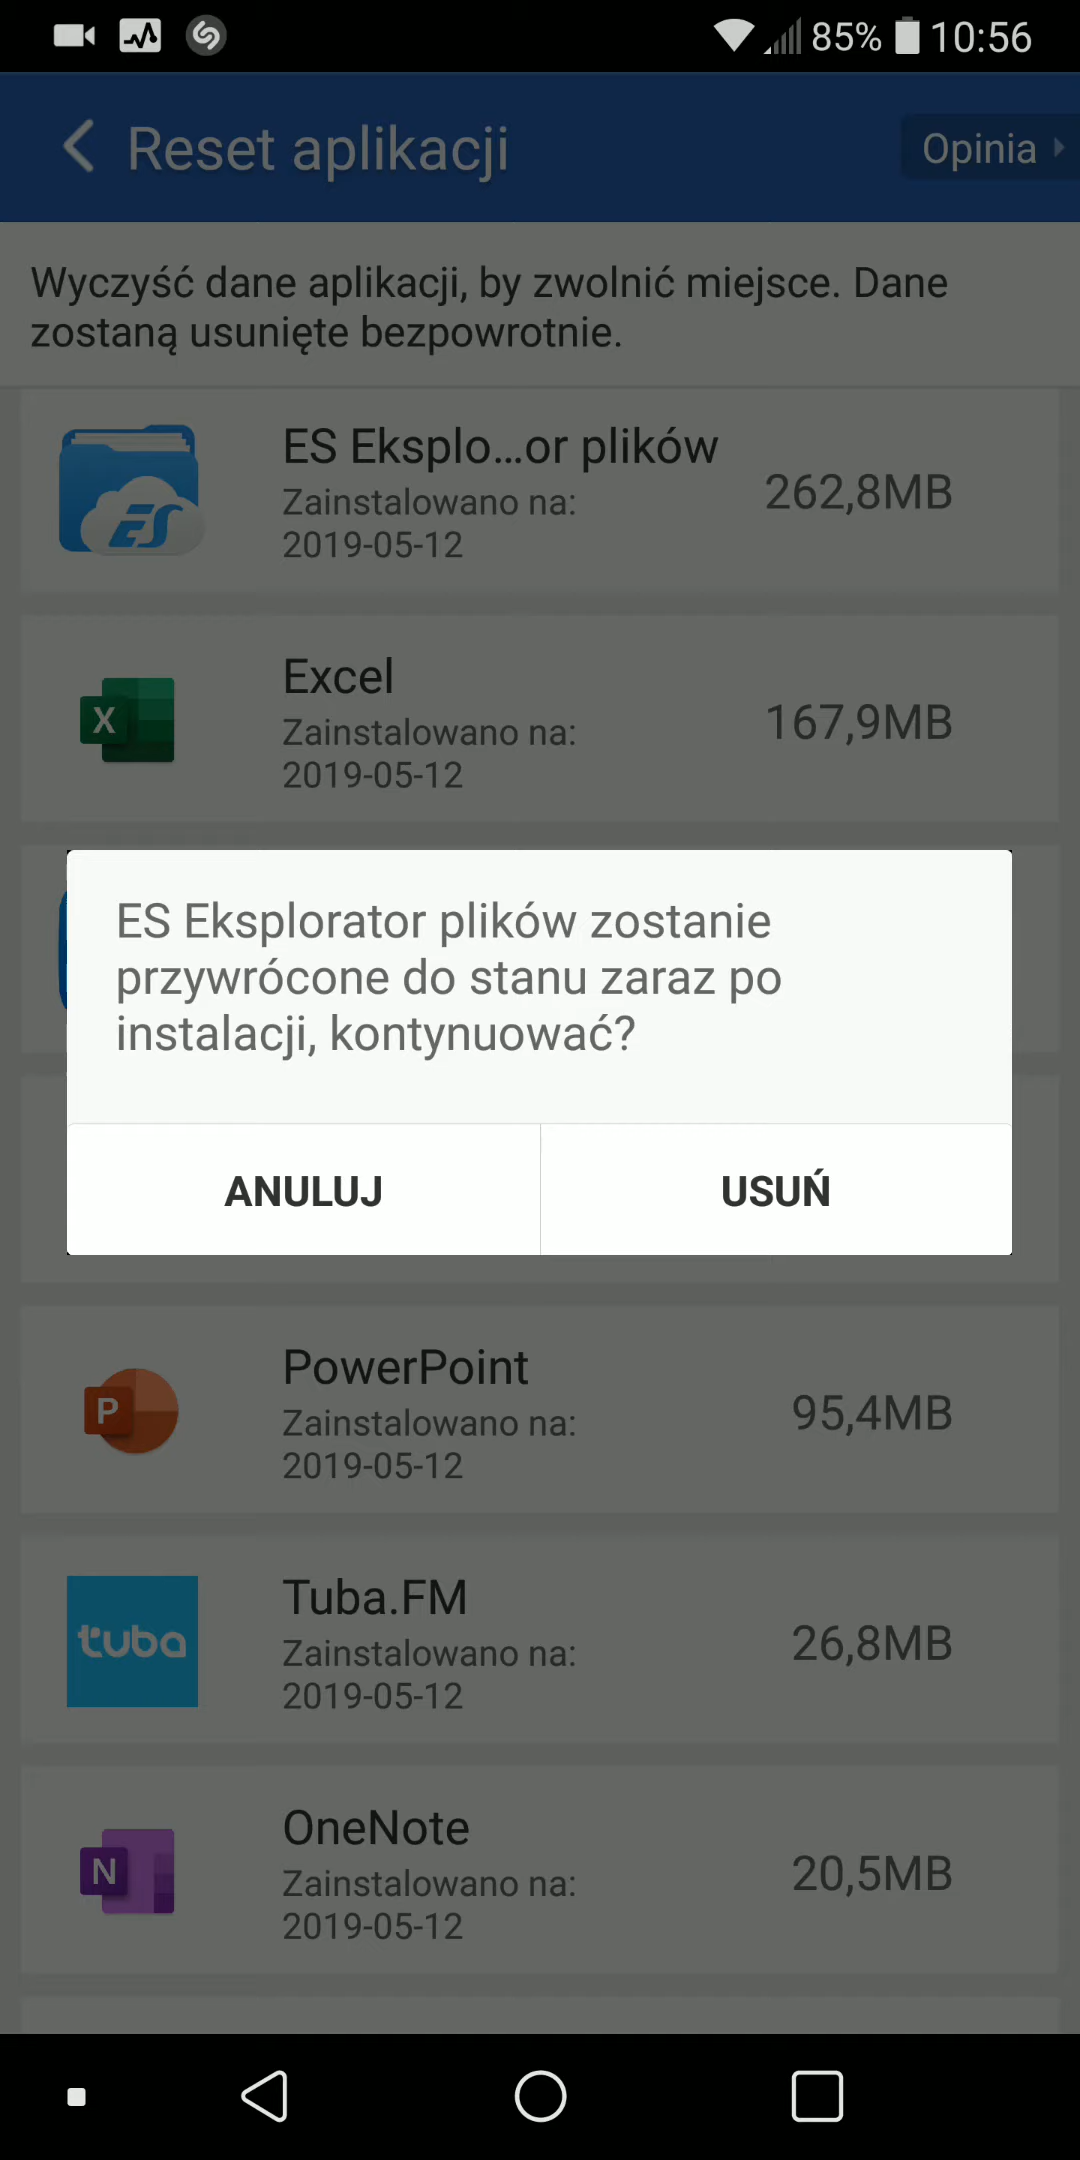 85% 10:56
Reset aplikacji
Opinia
Wyczyść dane aplikacji, by zwolnić miejsce. Dane
zostaną usunięte bezpowrotnie.
ES Eksplo...or plików
Zainstalowano na:
2019-05-12
262,8MB
ES
Excel
Zainstalowano na:
2019-05-12
167,9MB
X
ES Eksplorator plików zostanie
przywrócone do stanu zaraz po
instalacji, kontynuować?
ANULUJ
USUŃ
PowerPoint
Zainstalowano na:
2019-05-12
95,4MB
P
Tuba.FM
Zainstalowano na:
2019-05-12
26,8MB
tuba
OneNote
Zainstalowano na:
2019-05-12
20,5MB
N